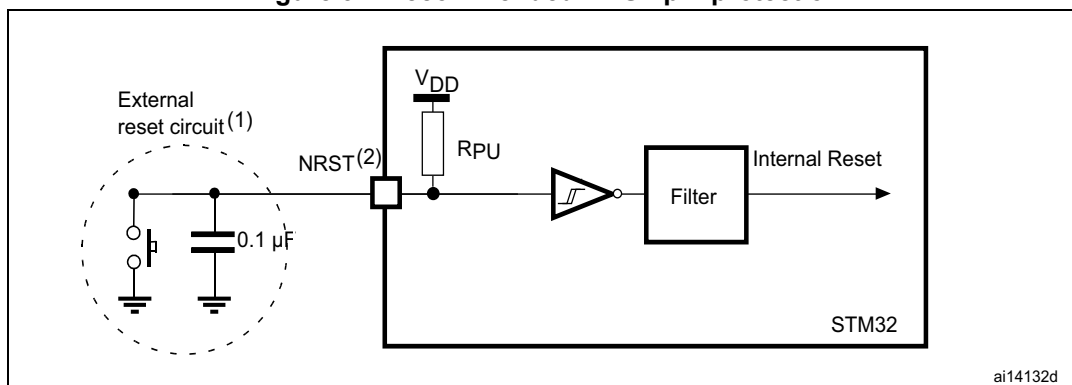 External
reset circuit(1)
NRST(2)
VDD
RPU
0.1 µF
Filter
Internal Reset
STM32
ai14132d